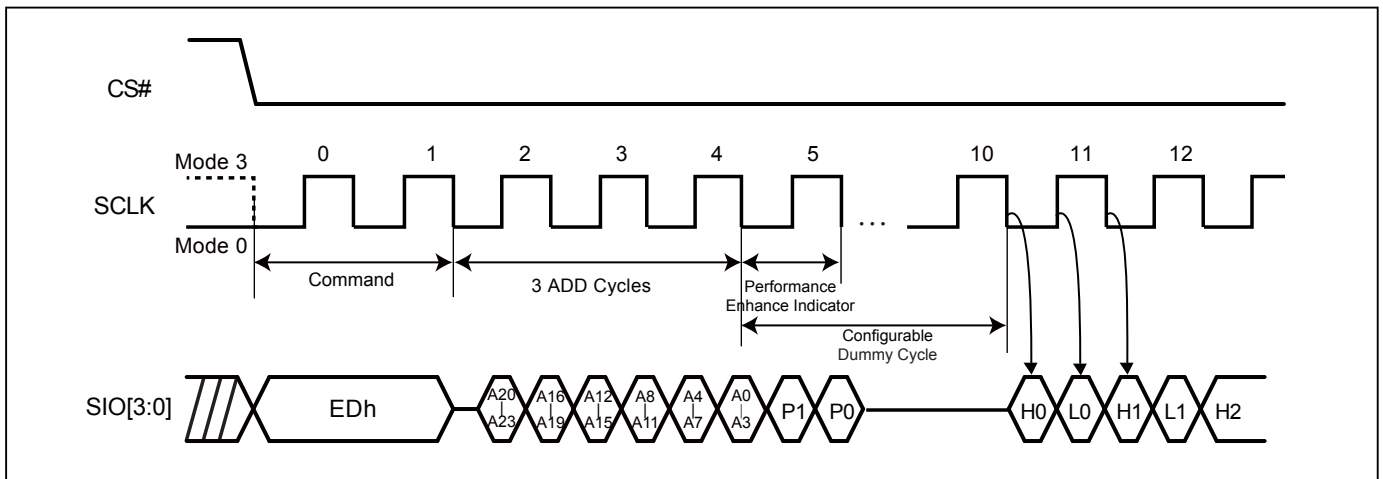 CS#
Mode 3
0 1 2 3 4 5 10 11 12
SCLK
...
Mode 0
Command
3 ADD Cycles
Performance
Enhance Indicator
Configurable
Dummy Cycle
SIO[3:0]
EDh
A20 | A23
A16 | A19
A12 | A15
A8 | A11
A4 | A7
A0 | A3
P1
P0
H0
L0
H1
L1
H2